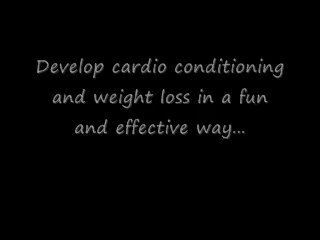 Develop cardio conditioning
and weight loss in a fun
and effective way...